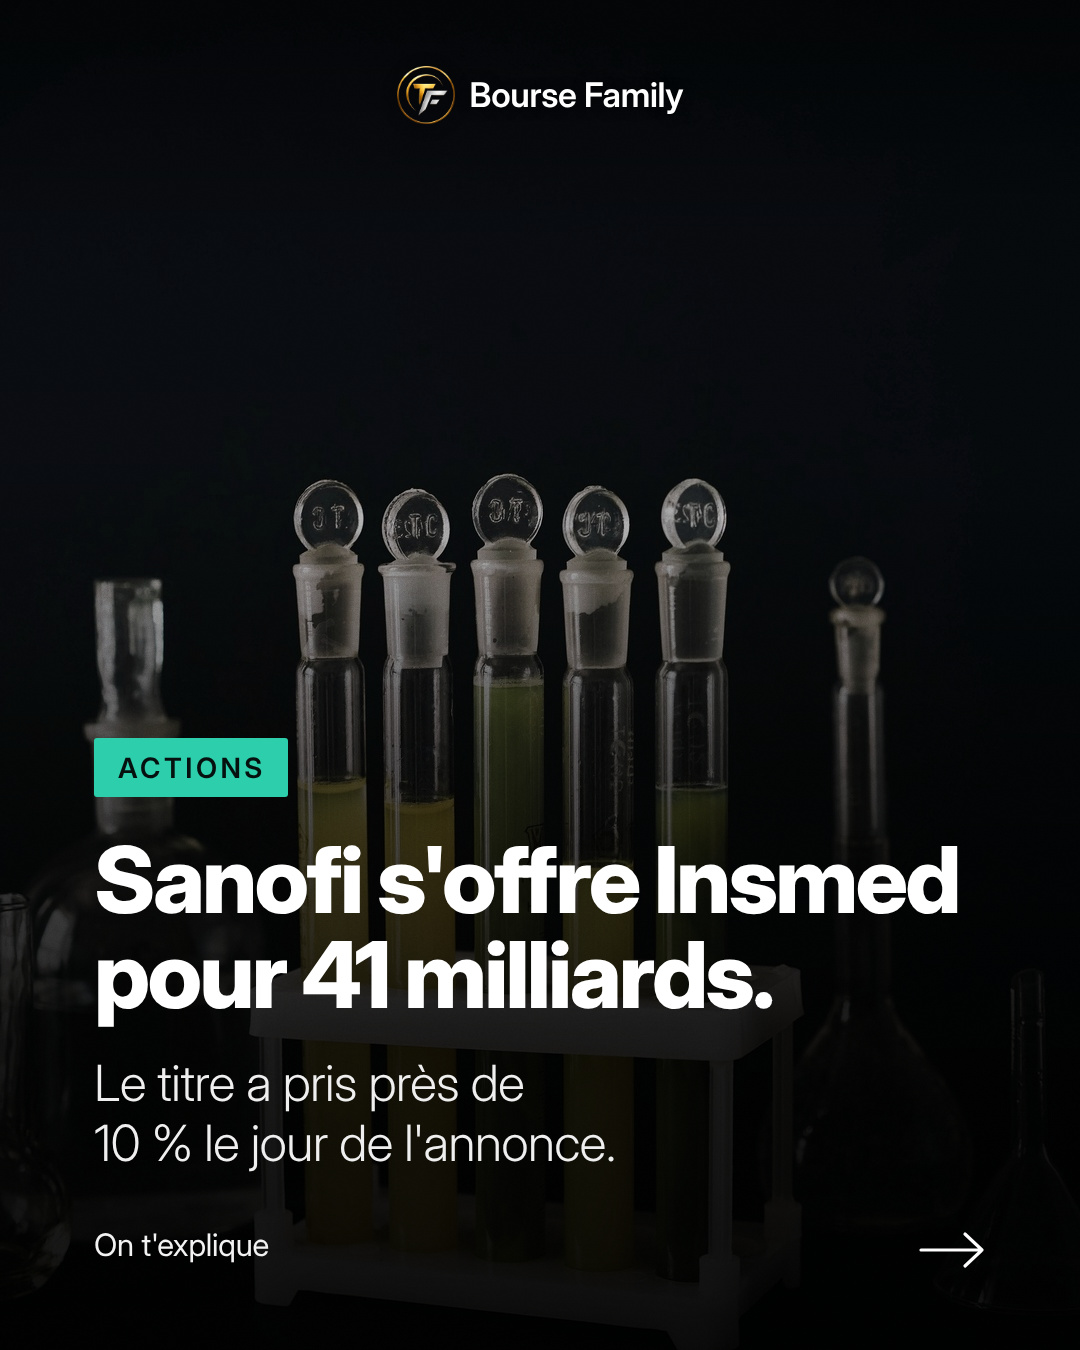 Bourse Family
ACTIONS
Sanofi s'offre Insmed
pour 41 milliards.
Le titre a pris près de
10 % le jour de l'annonce.
On t'explique